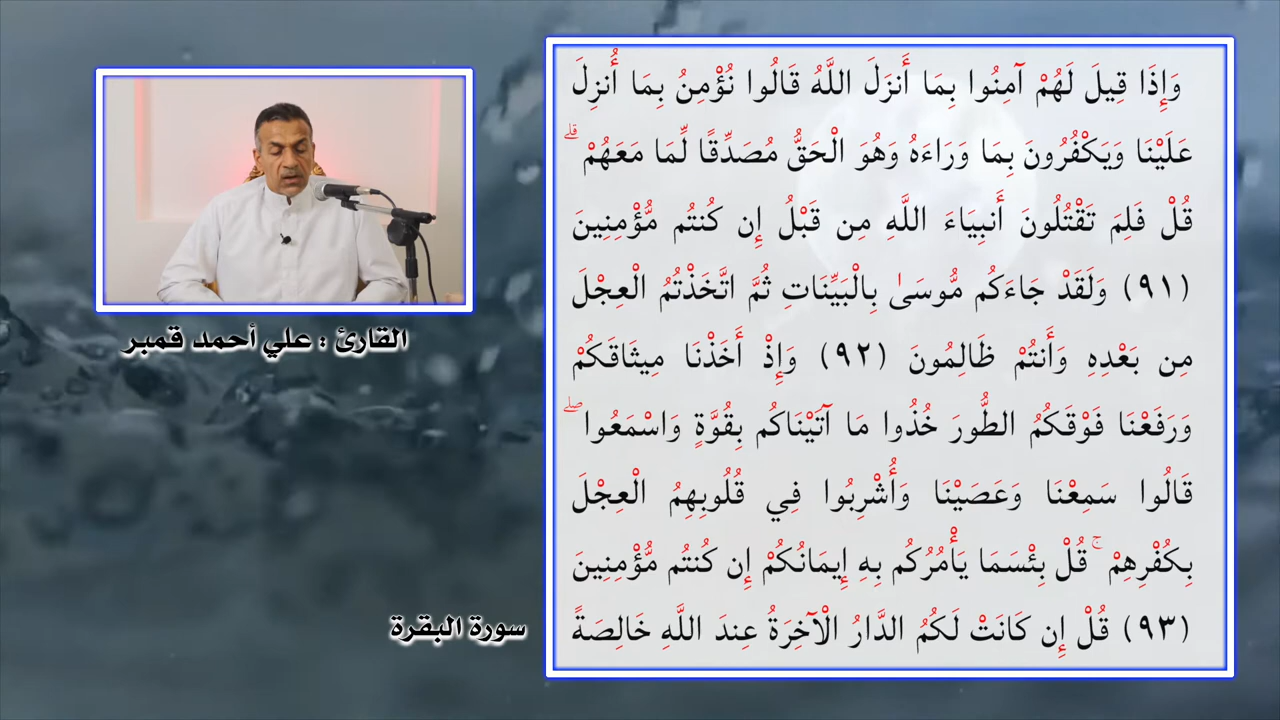 وَإِذَا قِيلَ لَهُمْ آمِنُوا بِمَا أَنزَلَ اللَّهُ قَالُوا نُؤْمِنُ بِمَا أُنزِلَ
عَلَيْنَا وَيَكْفُرُونَ بِمَا وَرَاءَهُ وَهُوَ الْحَقُّ مُصَدِّقًا لِّمَا مَعَهُمْ ۗ
قُلْ فَلِمَ تَقْتُلُونَ أَنبِيَاءَ اللَّهِ مِن قَبْلُ إِن كُنتُم مُّؤْمِنِينَ
(٩١) وَلَقَدْ جَاءَكُم مُّوسَىٰ بِالْبَيِّنَاتِ ثُمَّ اتَّخَذْتُمُ الْعِجْلَ
مِن بَعْدِهِ وَأَنتُمْ ظَالِمُونَ (٩٢) وَإِذْ أَخَذْنَا مِيثَاقَكُمْ
وَرَفَعْنَا فَوْقَكُمُ الطُّورَ خُذُوا مَا آتَيْنَاكُم بِقُوَّةٍ وَاسْمَعُوا ۖ
قَالُوا سَمِعْنَا وَعَصَيْنَا وَأُشْرِبُوا فِي قُلُوبِهِمُ الْعِجْلَ
بِكُفْرِهِمْ ۚ قُلْ بِئْسَمَا يَأْمُرُكُم بِهِ إِيمَانُكُمْ إِن كُنتُم مُّؤْمِنِينَ
(٩٣) قُلْ إِن كَانَتْ لَكُمُ الدَّارُ الْآخِرَةُ عِندَ اللَّهِ خَالِصَةً
القارئ : علي أحمد قمبر
سورة البقرة